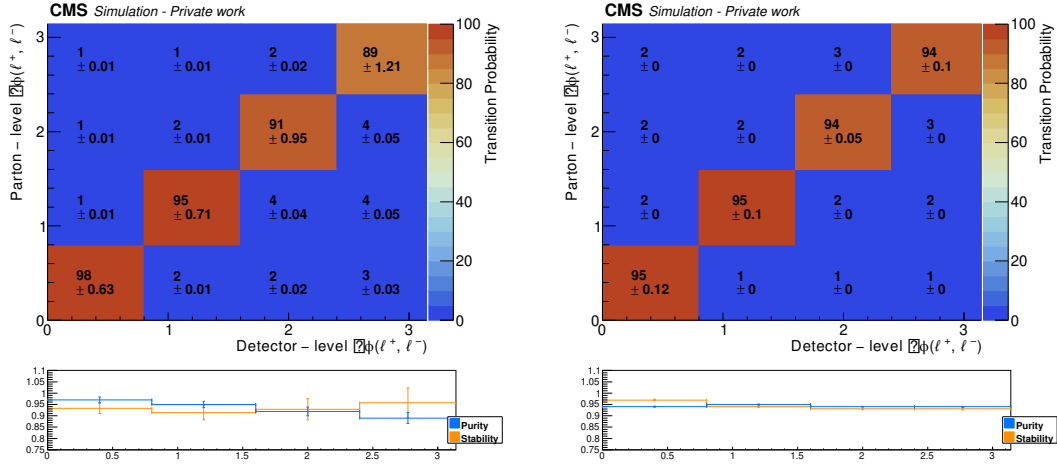 CMS Simulation - Private work
Parton – level ϕ(ℓ⁺, ℓ⁻)
3
2
1
0
1 ± 0.01
1 ± 0.01
2 ± 0.02
89 ± 1.21
1 ± 0.01
2 ± 0.01
91 ± 0.95
4 ± 0.05
1 ± 0.01
95 ± 0.71
4 ± 0.04
4 ± 0.05
98 ± 0.63
2 ± 0.01
2 ± 0.02
3 ± 0.03
0 1 2 3
Detector – level ϕ(ℓ⁺, ℓ⁻)
100
80
60
40
20
0
Transition Probability
1.1
1.05
1
0.95
0.9
0.85
0.8
0.75
0 0.5 1 1.5 2 2.5 3
Purity
Stability
CMS Simulation - Private work
Parton – level ϕ(ℓ⁺, ℓ⁻)
3
2
1
0
2 ± 0
2 ± 0
3 ± 0
94 ± 0.1
2 ± 0
2 ± 0
94 ± 0.05
3 ± 0
2 ± 0
95 ± 0.1
2 ± 0
2 ± 0
95 ± 0.12
1 ± 0
1 ± 0
1 ± 0
0 1 2 3
Detector – level ϕ(ℓ⁺, ℓ⁻)
100
80
60
40
20
0
Transition Probability
1.1
1.05
1
0.95
0.9
0.85
0.8
0.75
0 0.5 1 1.5 2 2.5 3
Purity
Stability